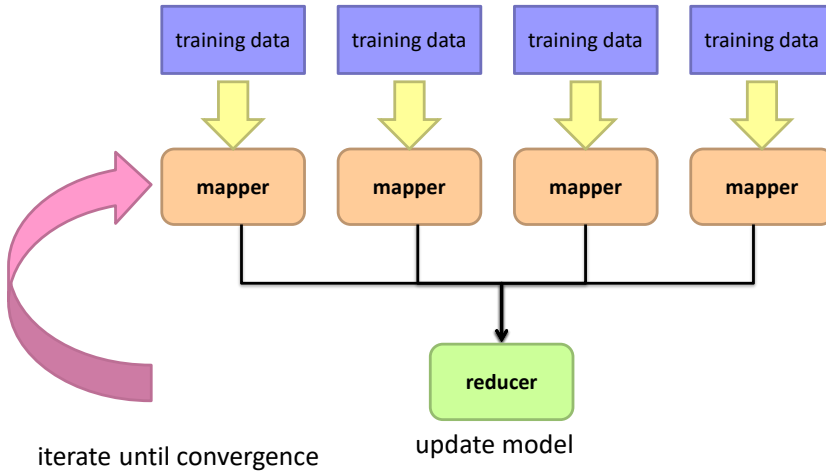 training data
training data
training data
training data
mapper
mapper
mapper
mapper
reducer
update model
iterate until convergence